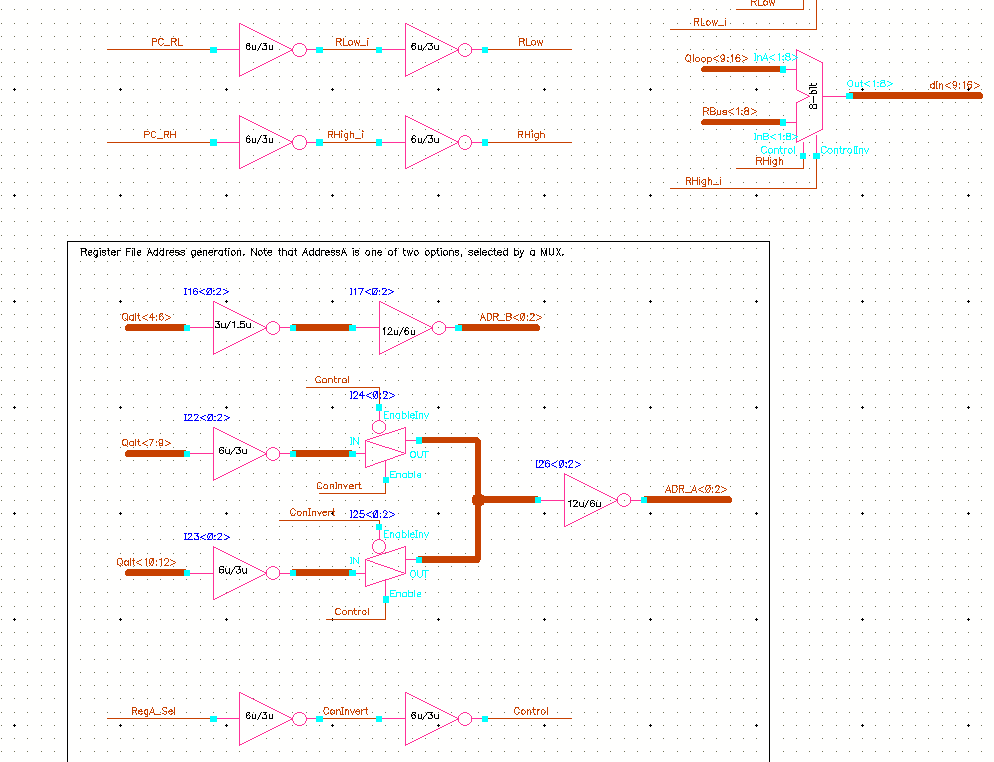 RLow
RLow_i
PC_RL
6u/3u
RLow_i
6u/3u
RLow
Qloop<9:16>
InA<1:8>
8-bit
Out<1:8>
dIn<9:16>
RBus<1:8>
InB<1:8>
Control
ControlInv
RHigh
RHigh_i
PC_RH
6u/3u
RHigh_i
6u/3u
RHigh
Register File Address generation. Note that AddressA is one of two options, selected by a MUX.
I16<0:2>
I17<0:2>
Qalt<4:6>
3u/1.5u
12u/6u
ADR_B<0:2>
Control
I24<0:2>
EnableInv
I22<0:2>
Qalt<7:9>
6u/3u
IN
OUT
Enable
ConInvert
I26<0:2>
12u/6u
ADR_A<0:2>
ConInvert
I25<0:2>
EnableInv
I23<0:2>
Qalt<10:12>
6u/3u
IN
OUT
Enable
Control
RegA_Sel
6u/3u
ConInvert
6u/3u
Control